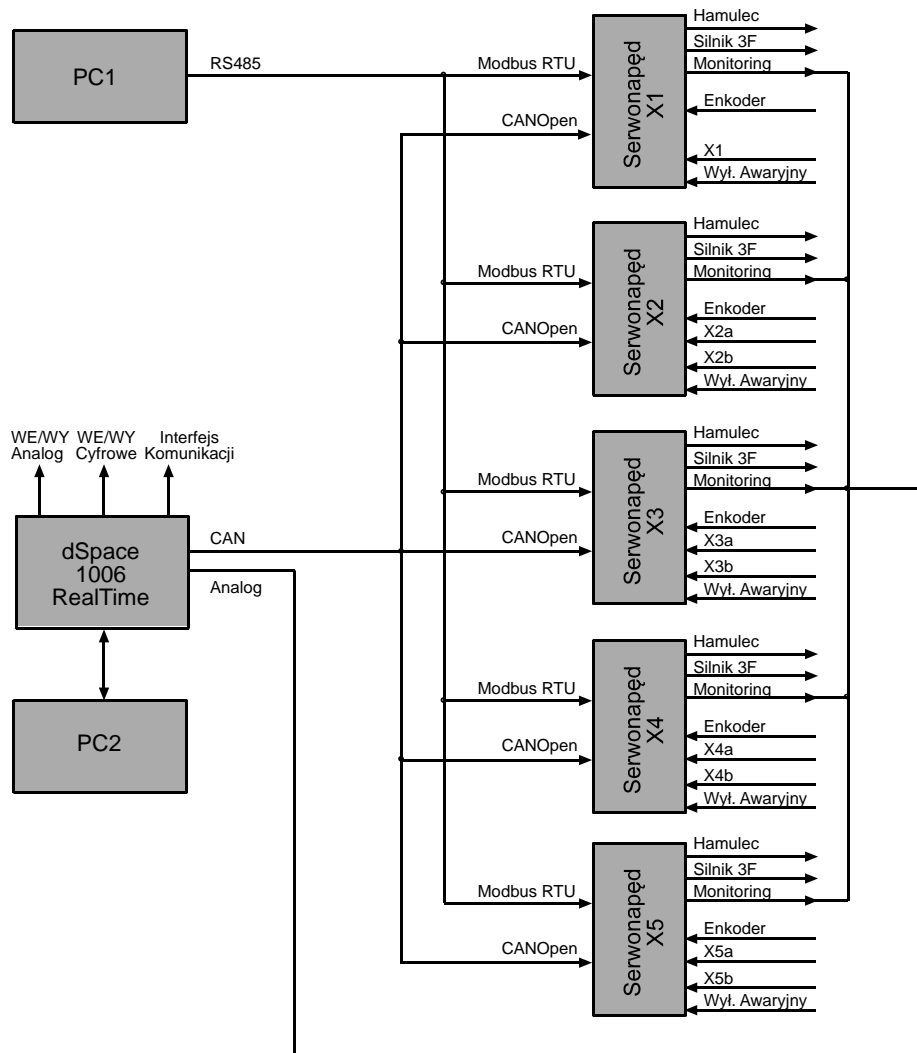 PC1
RS485
Modbus RTU
CANOpen
Serwonapęd
X1
Hamulec
Silnik 3F
Monitoring
Enkoder
X1
Wył. Awaryjny
Modbus RTU
CANOpen
Serwonapęd
X2
Hamulec
Silnik 3F
Monitoring
Enkoder
X2a
X2b
Wył. Awaryjny
WE/WY
Analog
WE/WY
Cyfrowe
Interfejs
Komunikacji
dSpace
1006
RealTime
CAN
Analog
Modbus RTU
CANOpen
Serwonapęd
X3
Hamulec
Silnik 3F
Monitoring
Enkoder
X3a
X3b
Wył. Awaryjny
PC2
Modbus RTU
CANOpen
Serwonapęd
X4
Hamulec
Silnik 3F
Monitoring
Enkoder
X4a
X4b
Wył. Awaryjny
Modbus RTU
CANOpen
Serwonapęd
X5
Hamulec
Silnik 3F
Monitoring
Enkoder
X5a
X5b
Wył. Awaryjny